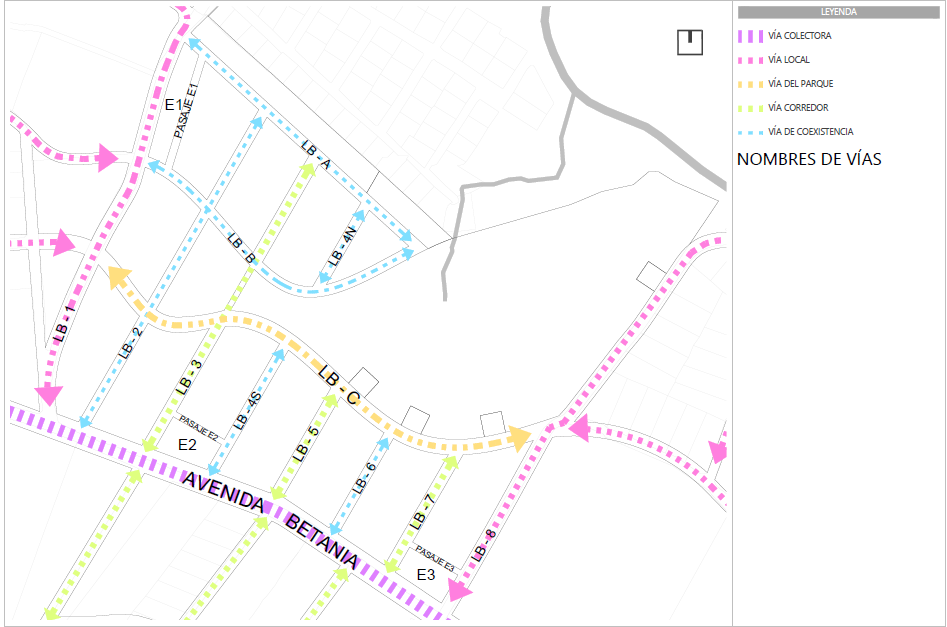 LEYENDA
VÍA COLECTORA
VÍA LOCAL
VÍA DEL PARQUE
VÍA CORREDOR
VÍA DE COEXISTENCIA
NOMBRES DE VÍAS
E1
PASAJE E1
LB - A
LB - B
LB - 4N
LB - 1
LB - 2
LB - 3
LB - C
LB - 4S
PASAJE E2
E2
LB - 5
LB - 6
LB - 7
LB - 8
AVENIDA BETANIA
PASAJE E3
E3